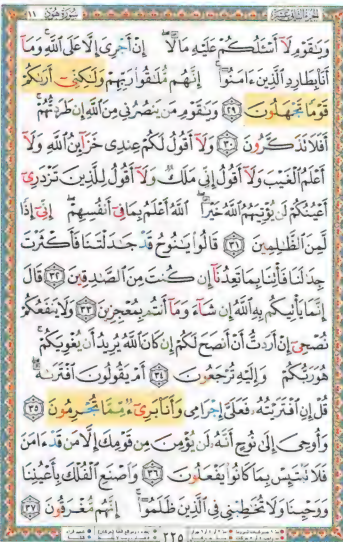 سورة هود ١١
وَيَٰقَوْمِ لَآ أَسْـَٔلُكُمْ عَلَيْهِ مَالًا ۖ إِنْ أَجْرِىَ إِلَّا عَلَى ٱللَّهِ ۚ وَمَآ
أَنَا۠ بِطَارِدِ ٱلَّذِينَ ءَامَنُوٓا۟ ۚ إِنَّهُم مُّلَٰقُوا۟ رَبِّهِمْ وَلَٰكِنِّىٓ أَرَىٰكُمْ
قَوْمًا تَجْهَلُونَ ٢٩ وَيَٰقَوْمِ مَن يَنصُرُنِى مِنَ ٱللَّهِ إِن طَرَدتُّهُمْ ۚ
أَفَلَا تَذَكَّرُونَ ٣٠ وَلَآ أَقُولُ لَكُمْ عِندِى خَزَآئِنُ ٱللَّهِ وَلَآ
أَعْلَمُ ٱلْغَيْبَ وَلَآ أَقُولُ إِنِّى مَلَكٌ وَلَآ أَقُولُ لِلَّذِينَ تَزْدَرِىٓ
أَعْيُنُكُمْ لَن يُؤْتِيَهُمُ ٱللَّهُ خَيْرًا ۖ ٱللَّهُ أَعْلَمُ بِمَا فِىٓ أَنفُسِهِمْ ۖ إِنِّىٓ إِذًا
لَّمِنَ ٱلظَّٰلِمِينَ ٣١ قَالُوا۟ يَٰنُوحُ قَدْ جَٰدَلْتَنَا فَأَكْثَرْتَ
جِدَٰلَنَا فَأْتِنَا بِمَا تَعِدُنَآ إِن كُنتَ مِنَ ٱلصَّٰدِقِينَ ٣٢ قَالَ
إِنَّمَا يَأْتِيكُم بِهِ ٱللَّهُ إِن شَآءَ وَمَآ أَنتُم بِمُعْجِزِينَ ٣٣ وَلَا يَنفَعُكُمْ
نُصْحِىٓ إِنْ أَرَدتُّ أَنْ أَنصَحَ لَكُمْ إِن كَانَ ٱللَّهُ يُرِيدُ أَن يُغْوِيَكُمْ ۚ
هُوَ رَبُّكُمْ وَإِلَيْهِ تُرْجَعُونَ ٣٤ أَمْ يَقُولُونَ ٱفْتَرَىٰهُ ۖ
قُلْ إِنِ ٱفْتَرَيْتُهُۥ فَعَلَىَّ إِجْرَامِى وَأَنَا۠ بَرِىٓءٌ مِّمَّا تُجْرِمُونَ ٣٥
وَأُوحِىَ إِلَىٰ نُوحٍ أَنَّهُۥ لَن يُؤْمِنَ مِن قَوْمِكَ إِلَّا مَن قَدْ ءَامَنَ
فَلَا تَبْتَئِسْ بِمَا كَانُوا۟ يَفْعَلُونَ ٣٦ وَٱصْنَعِ ٱلْفُلْكَ بِأَعْيُنِنَا
وَوَحْيِنَا وَلَا تُخَٰطِبْنِى فِى ٱلَّذِينَ ظَلَمُوٓا۟ ۚ إِنَّهُم مُّغْرَقُونَ ٣٧
٢٢٥